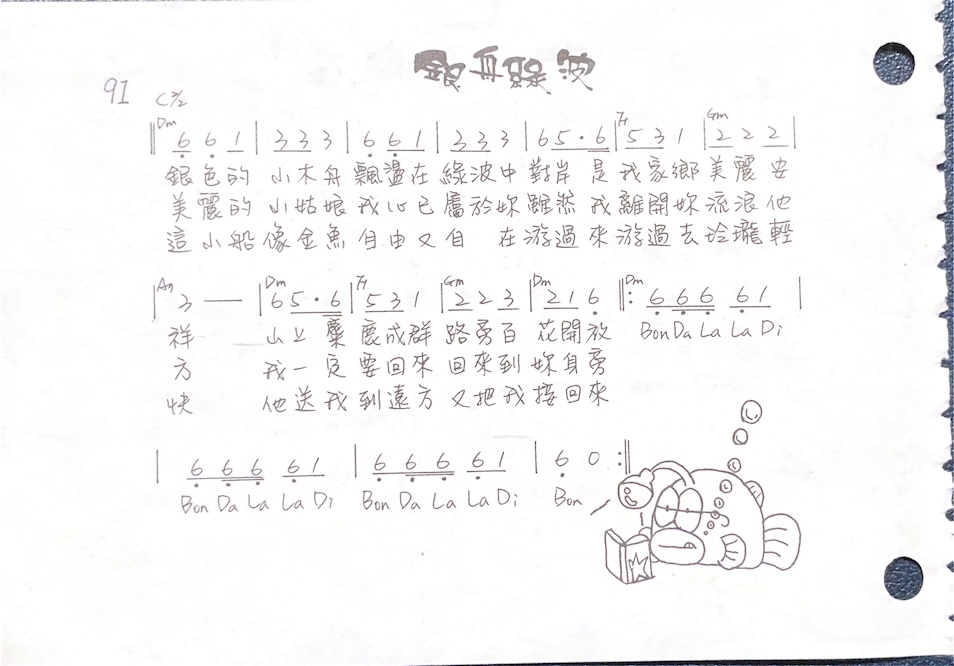 銀舟綠波
91
C 2/2
Dm F Gm
6 6 1 | 3 3 3 | 6 6 1 | 3 3 3 | 6 5 · 6 | 5 3 1 | 2 2 2 |
銀色的 小木舟 飄盪在 綠波中 對岸 是我家鄉 美麗安
美麗的 小姑娘 我心已屬於妳 雖然 我離開妳 流浪他
這小船 像金魚 自由又自 在 游過來 游過去 玲瓏輕
Dm F Gm Dm Dm
| 3 — | 6 5 · 6 | 5 3 1 | 2 2 3 | 2 1 6 |: 6 6 6 6 1 |
祥 山上 麋鹿成群 路旁百 花開放 Bon Da La La Di
方 我一定要回來 回來到 妳身旁
快 他送我到遠方 又把我接回來
| 6 6 6 6 1 | 6 6 6 6 1 | 6 0 :||
Bon Da La La Di Bon Da La La Di Bon